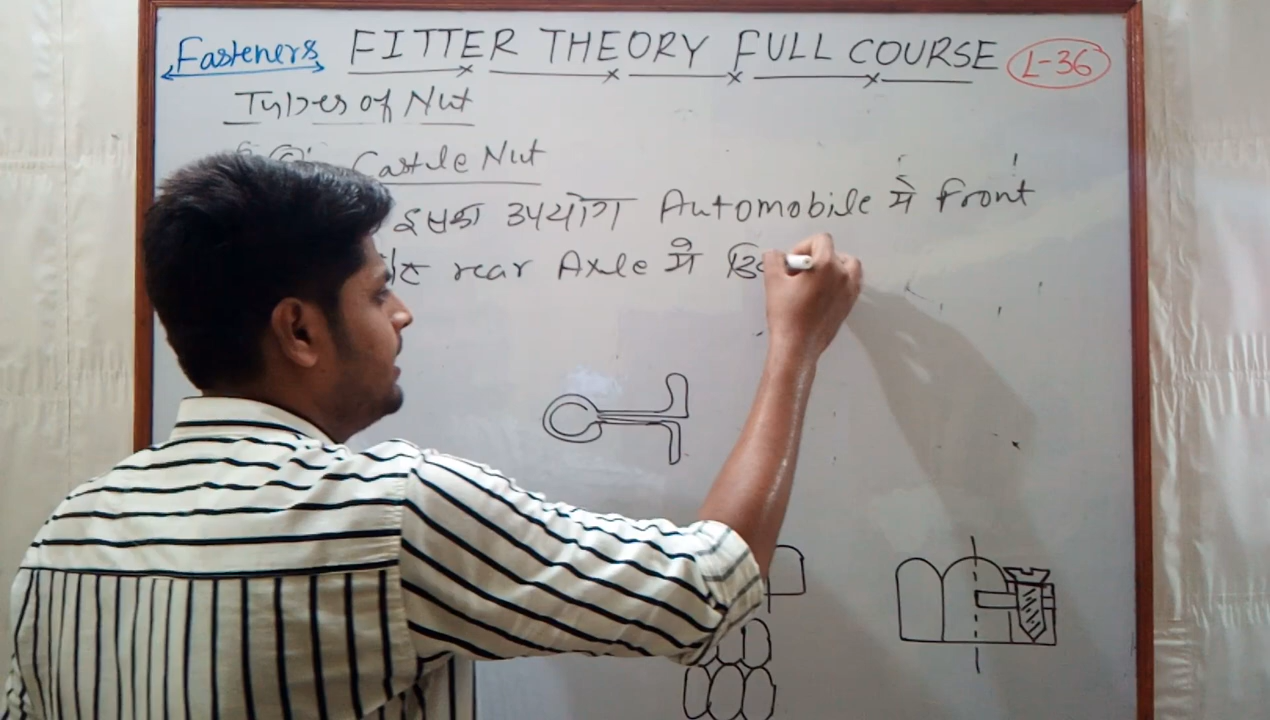 Fasteners FITTER THEORY FULL COURSE L-36
Types of Nut
Castle Nut
इसका उपयोग Automobile में Front
rear Axle में